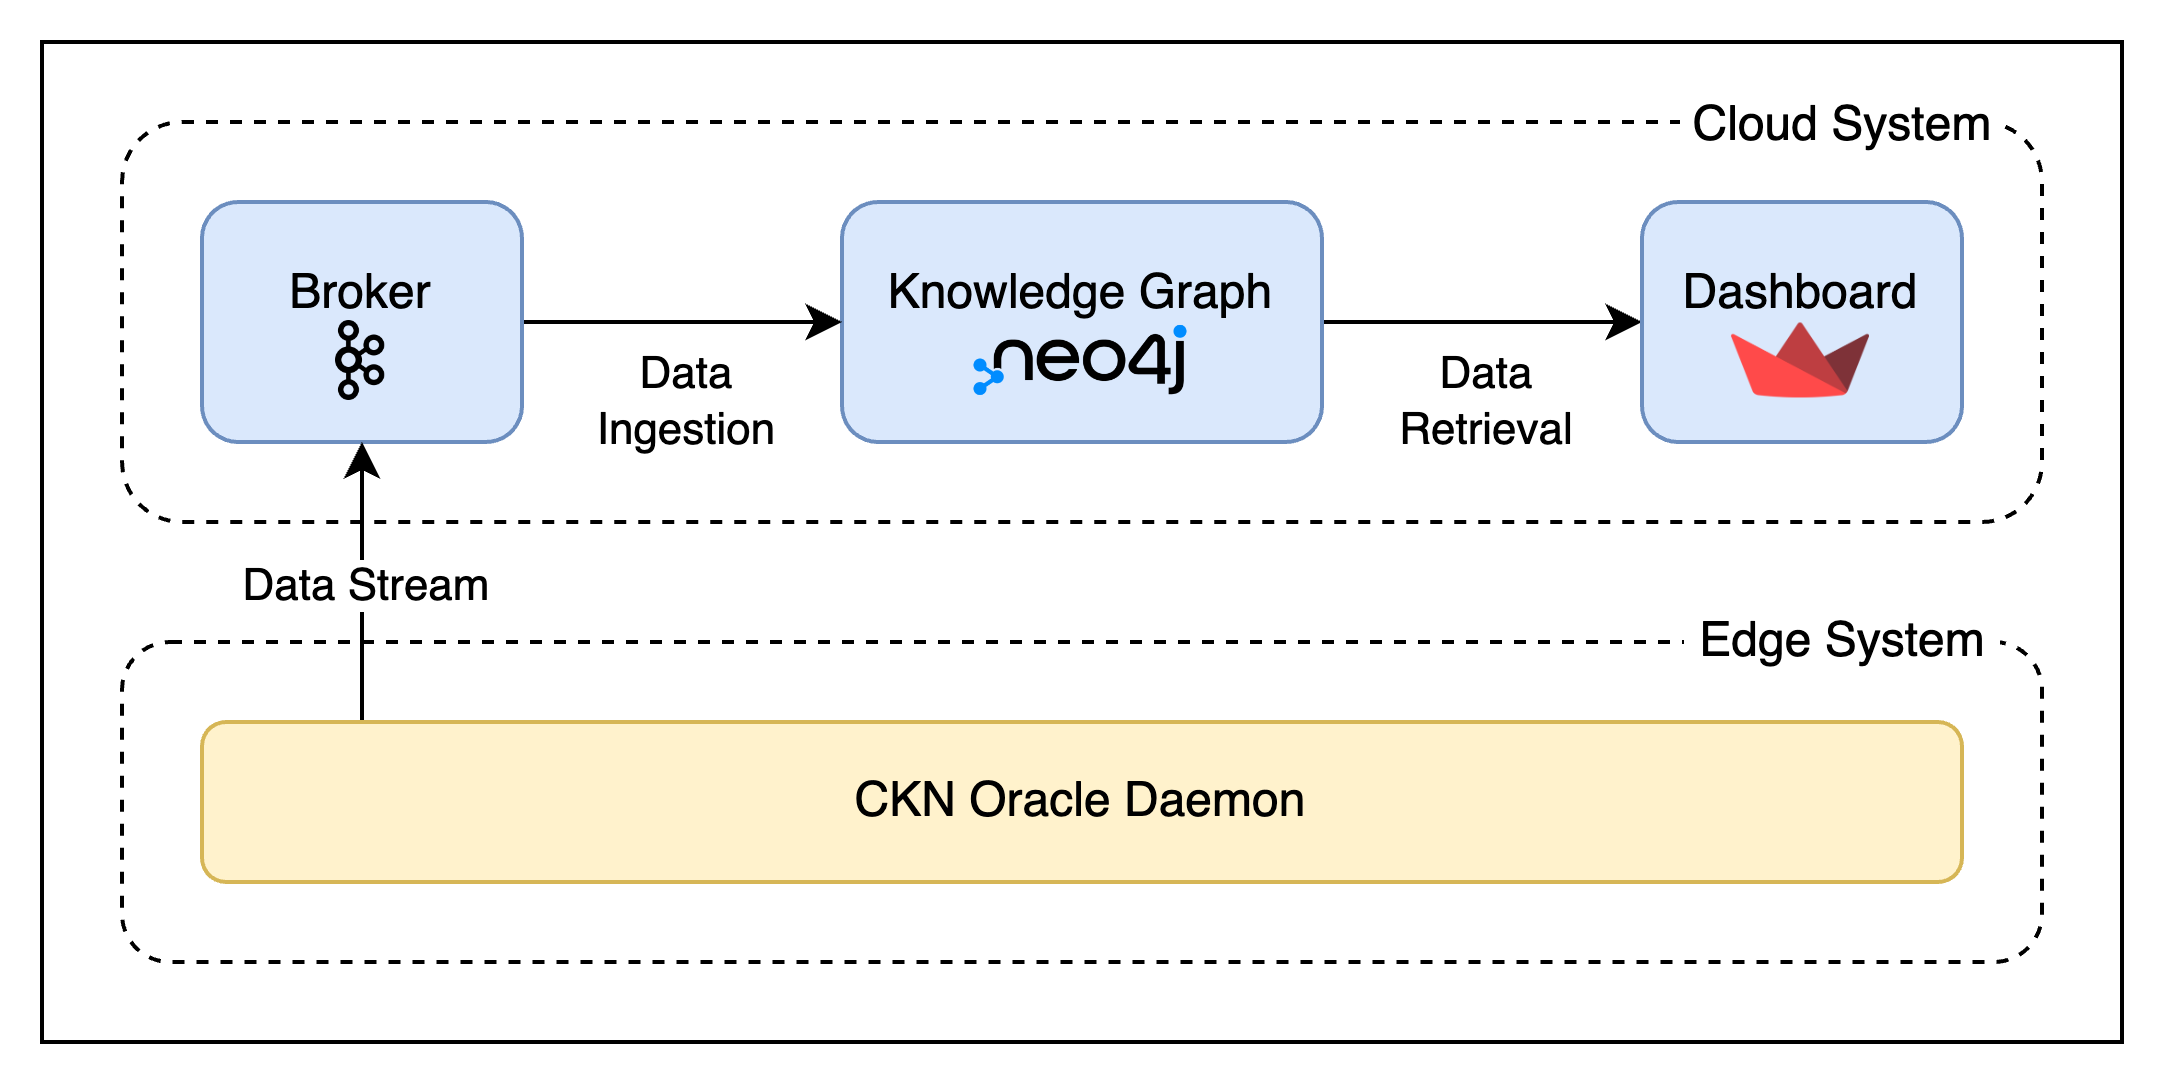 Cloud System
Broker
Knowledge Graph
neo4j
Dashboard
Data
Ingestion
Data
Retrieval
Data Stream
Edge System
CKN Oracle Daemon